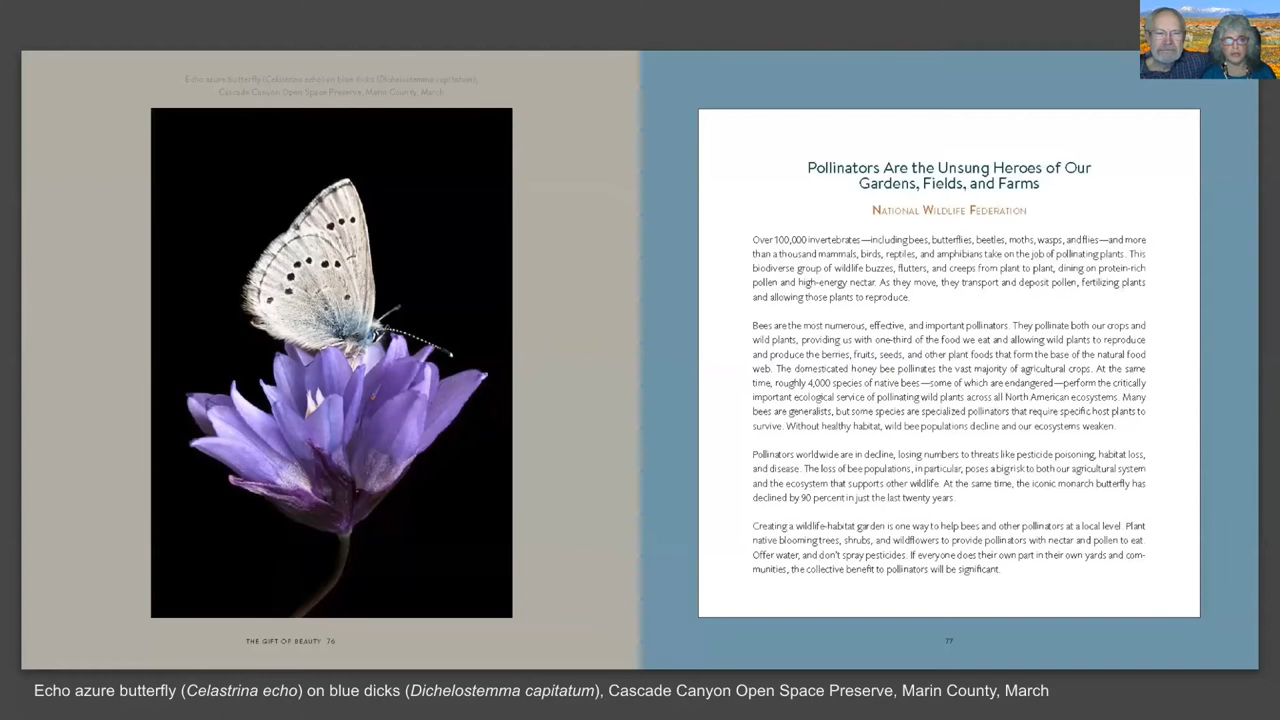 Echo azure butterfly (Celastrina echo) on blue dicks (Dichelostemma capitatum),
Cascade Canyon Open Space Preserve, Marin County, March
THE GIFT OF BEAUTY 76
Pollinators Are the Unsung Heroes of Our
Gardens, Fields, and Farms
National Wildlife Federation
Over 100,000 invertebrates—including bees, butterflies, beetles, moths, wasps, and flies—and more
than a thousand mammals, birds, reptiles, and amphibians take on the job of pollinating plants. This
biodiverse group of wildlife buzzes, flutters, and creeps from plant to plant, dining on protein-rich
pollen and high-energy nectar. As they move, they transport and deposit pollen, fertilizing plants
and allowing those plants to reproduce.
Bees are the most numerous, effective, and important pollinators. They pollinate both our crops and
wild plants, providing us with one-third of the food we eat and allowing wild plants to reproduce
and produce the berries, fruits, seeds, and other plant foods that form the base of the natural food
web. The domesticated honey bee pollinates the vast majority of agricultural crops. At the same
time, roughly 4,000 species of native bees—some of which are endangered—perform the critically
important ecological service of pollinating wild plants across all North American ecosystems. Many
bees are generalists, but some species are specialized pollinators that require specific host plants to
survive. Without healthy habitat, wild bee populations decline and our ecosystems weaken.
Pollinators worldwide are in decline, losing numbers to threats like pesticide poisoning, habitat loss,
and disease. The loss of bee populations, in particular, poses a big risk to both our agricultural system
and the ecosystem that supports other wildlife. At the same time, the iconic monarch butterfly has
declined by 90 percent in just the last twenty years.
Creating a wildlife-habitat garden is one way to help bees and other pollinators at a local level. Plant
native blooming trees, shrubs, and wildflowers to provide pollinators with nectar and pollen to eat.
Offer water, and don't spray pesticides. If everyone does their own part in their own yards and com-
munities, the collective benefit to pollinators will be significant.
77
Echo azure butterfly (Celastrina echo) on blue dicks (Dichelostemma capitatum), Cascade Canyon Open Space Preserve, Marin County, March